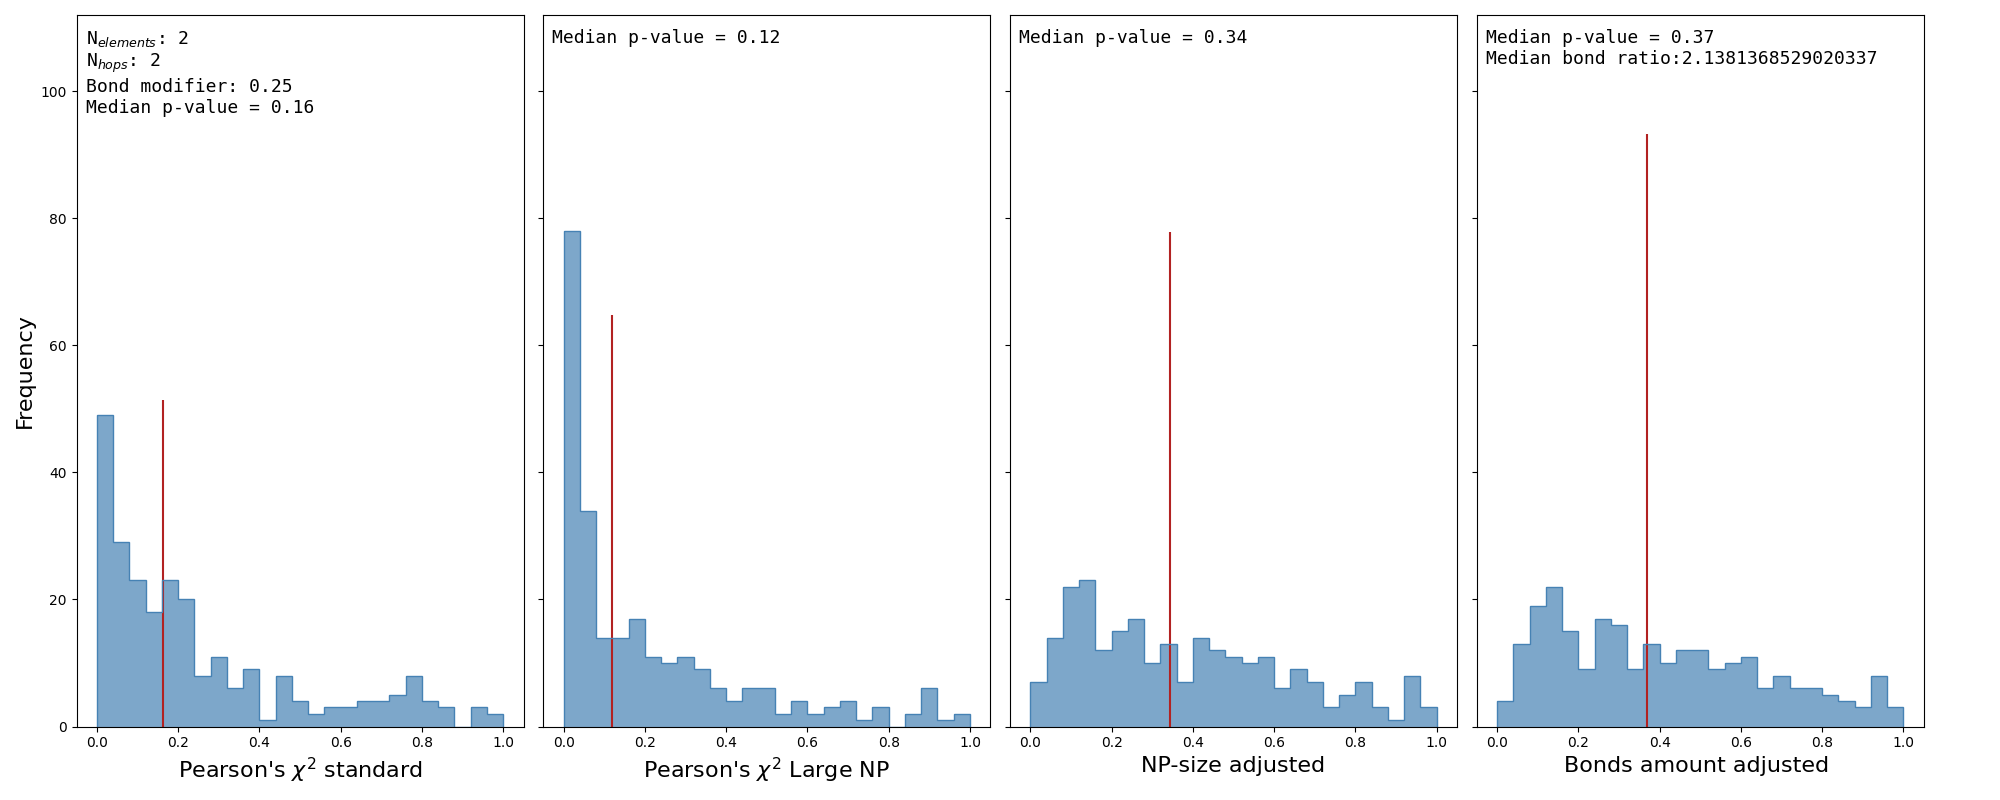 N_elements: 2
N_hops: 2
Bond modifier: 0.25
Median p-value = 0.16
Median p-value = 0.12
Median p-value = 0.34
Median p-value = 0.37
Median bond ratio:2.1381368529020337
Frequency
100
80
60
40
20
0
0.0 0.2 0.4 0.6 0.8 1.0
0.0 0.2 0.4 0.6 0.8 1.0
0.0 0.2 0.4 0.6 0.8 1.0
0.0 0.2 0.4 0.6 0.8 1.0
Pearson's χ² standard
Pearson's χ² Large NP
NP-size adjusted
Bonds amount adjusted